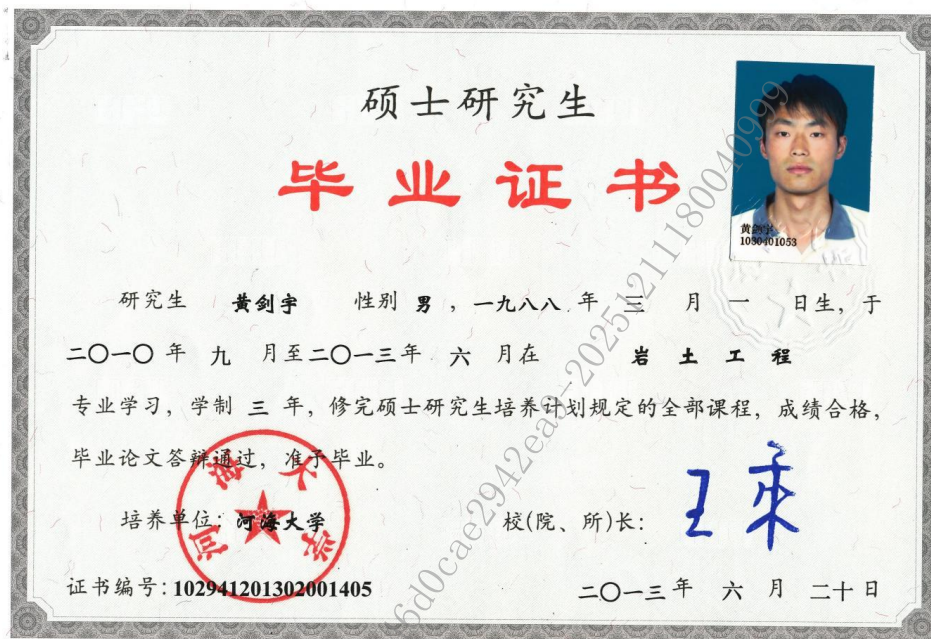 硕士研究生
毕业证书
黄剑宇
1030401053
研究生 黄剑宇 性别 男，一九八八 年 三 月 一 日生，于
二〇一〇 年 九 月至二〇一三年 六 月在 岩土工程
专业学习，学制 三 年，修完硕士研究生培养计划规定的全部课程，成绩合格，
毕业论文答辩通过，准予毕业。
河海大学
培养单位：河海大学 校(院、所)长：
王乘
证书编号：102941201302001405 二〇一三年 六 月 二十日